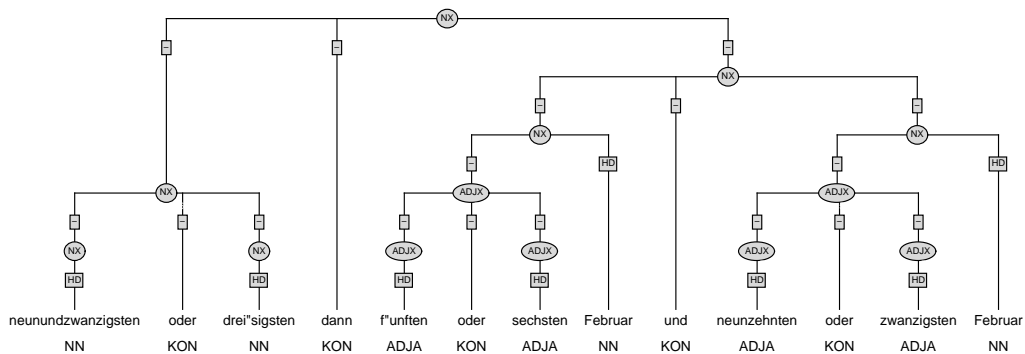 NX
– – –
NX
– – –
NX NX
– HD – HD
NX ADJX ADJX
– – – – – – – – –
NX NX ADJX ADJX ADJX ADJX
HD HD HD HD HD HD
neunundzwanzigsten oder drei"sigsten dann f"unften oder sechsten Februar und neunzehnten oder zwanzigsten Februar
NN KON NN KON ADJA KON ADJA NN KON ADJA KON ADJA NN